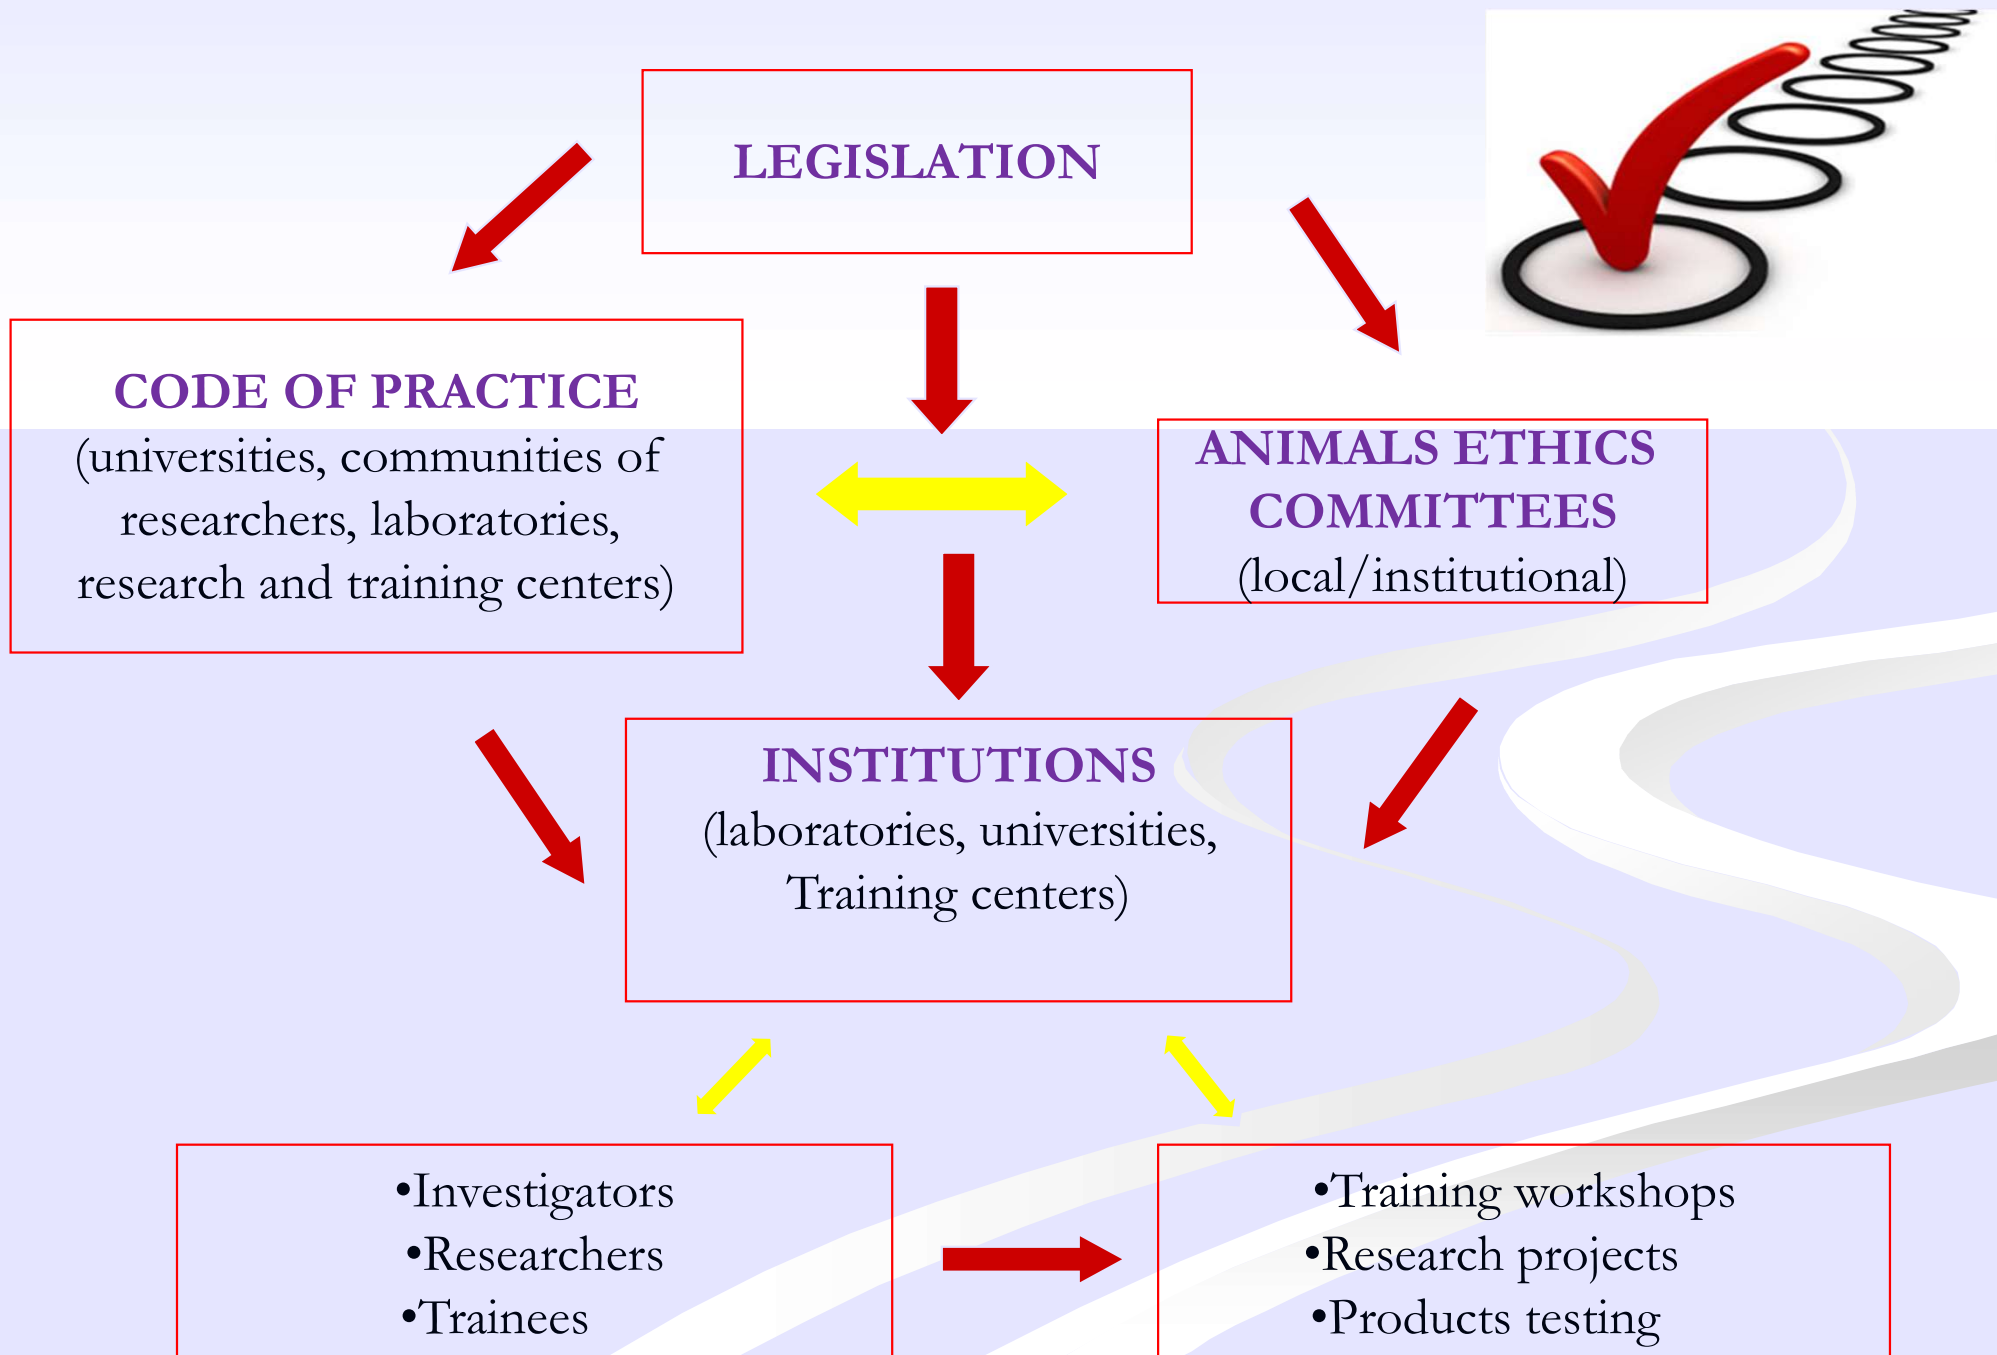 LEGISLATION
CODE OF PRACTICE
(universities, communities of
researchers, laboratories,
research and training centers)
ANIMALS ETHICS
COMMITTEES
(local/institutional)
INSTITUTIONS
(laboratories, universities,
Training centers)
•Investigators
•Researchers
•Trainees
•Training workshops
•Research projects
•Products testing